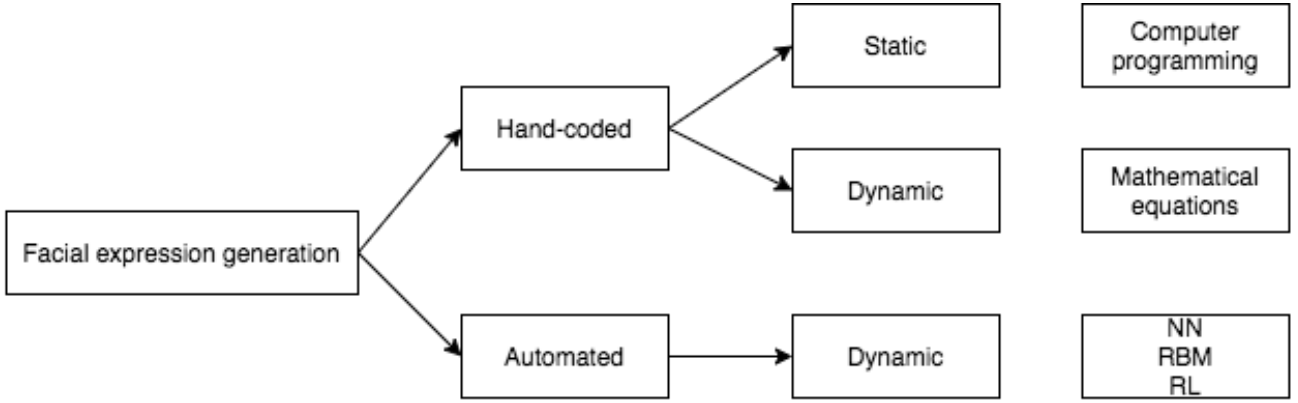 Static
Computer
programming
Hand-coded
Dynamic
Mathematical
equations
Facial expression generation
Automated
Dynamic
NN
RBM
RL